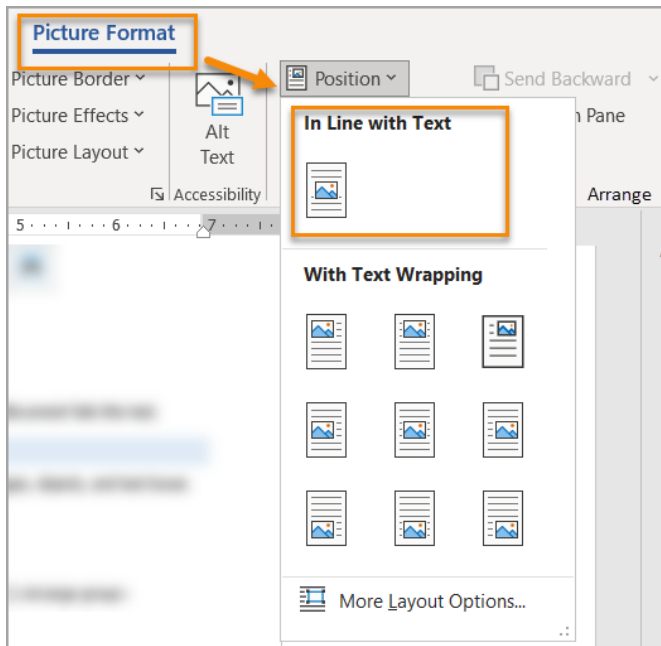 Picture Format
Picture Border
Picture Effects
Picture Layout
Alt
Text
Accessibility
Position
Send Backward
n Pane
Arrange
5 6 7
In Line with Text
With Text Wrapping
More Layout Options...